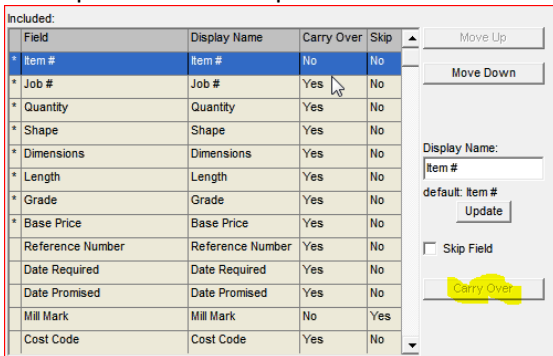 Included:
Field Display Name Carry Over Skip
* Item # Item # No No
* Job # Job # Yes No
* Quantity Quantity Yes No
* Shape Shape Yes No
* Dimensions Dimensions Yes No
* Length Length Yes No
* Grade Grade Yes No
* Base Price Base Price Yes No
Reference Number Reference Number Yes No
Date Required Date Required Yes No
Date Promised Date Promised Yes No
Mill Mark Mill Mark No Yes
Cost Code Cost Code Yes No
Move Up
Move Down
Display Name:
Item #
default: Item #
Update
Skip Field
Carry Over